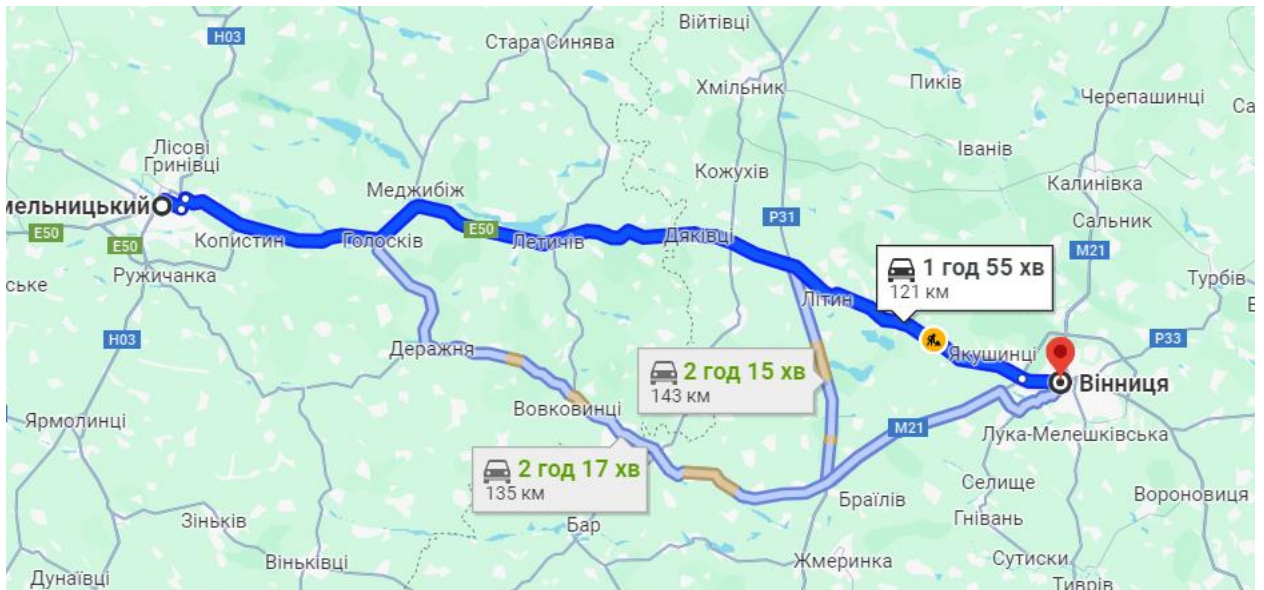 Війтівці
H03
Стара Синява
Пиків
Хмільник
Черепашинці
Са
Лісові
Гринівці
Іванів
Кожухів
Меджибіж
Калинівка
мельницький
P31
Сальник
E50
E50
E50
Копистин
Голосків
Летичів
Дяківці
M21
Ружичанка
1 год 55 хв
121 км
Турбів
ське
Літин
H03
P33
Деражня
Якушинці
2 год 15 хв
143 км
Вінниця
Вовковинці
Ярмолинці
M21
Лука-Мелешківська
2 год 17 хв
135 км
Селище
Браїлів
Вороновиця
Зіньків
Бар
Гнівань
Віньківці
Жмеринка
Сутиски
Дунаївці
Тиврів